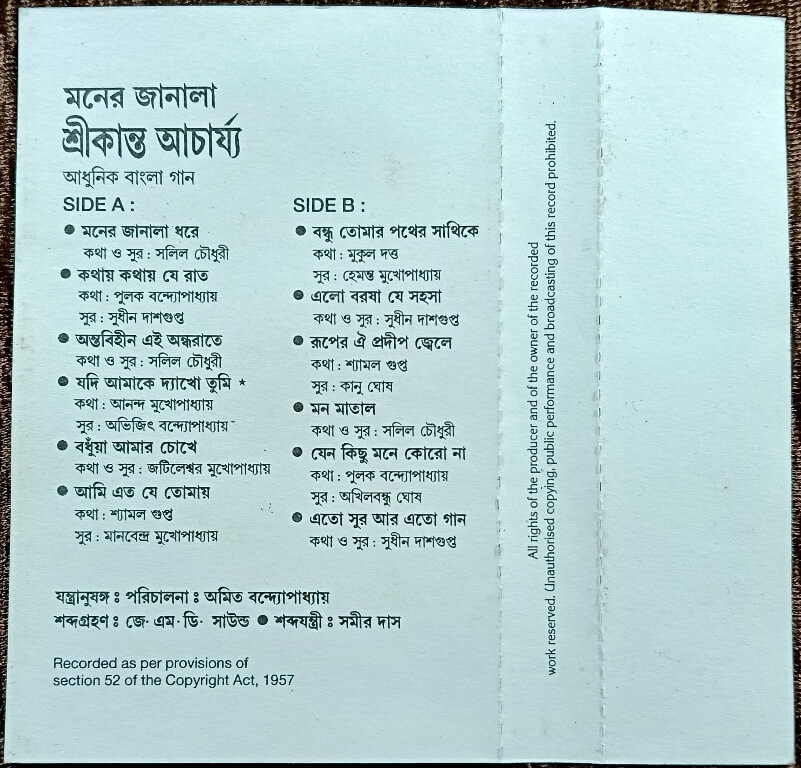 মনের জানালা
শ্রীকান্ত আচার্য্য
আধুনিক বাংলা গান
SIDE A :
● মনের জানালা ধরে
কথা ও সুর : সলিল চৌধুরী
● কথায় কথায় যে রাত
কথা : পুলক বন্দ্যোপাধ্যায়
সুর : সুধীন দাশগুপ্ত
● অন্তবিহীন এই অন্ধরাতে
কথা ও সুর : সলিল চৌধুরী
● যদি আমাকে দ্যাখো তুমি *
কথা : আনন্দ মুখোপাধ্যায়
সুর : অভিজিৎ বন্দ্যোপাধ্যায়
● বধুঁয়া আমার চোখে
কথা ও সুর : জটিলেশ্বর মুখোপাধ্যায়
● আমি এত যে তোমায়
কথা : শ্যামল গুপ্ত
সুর : মানবেন্দ্র মুখোপাধ্যায়
SIDE B :
● বন্ধু তোমার পথের সাথিকে
কথা : মুকুল দত্ত
সুর : হেমন্ত মুখোপাধ্যায়
● এলো বরষা যে সহসা
কথা ও সুর : সুধীন দাশগুপ্ত
● রূপের ঐ প্রদীপ জ্বেলে
কথা : শ্যামল গুপ্ত
সুর : কানু ঘোষ
● মন মাতাল
কথা ও সুর : সলিল চৌধুরী
● যেন কিছু মনে কোরো না
কথা : পুলক বন্দ্যোপাধ্যায়
সুর : অখিলবন্ধু ঘোষ
● এতো সুর আর এতো গান
কথা ও সুর : সুধীন দাশগুপ্ত
যন্ত্রানুষঙ্গ ঃ পরিচালনা ঃ অমিত বন্দ্যোপাধ্যায়
শব্দগ্রহণ ঃ জে· এম· ডি· সাউন্ড ● শব্দযন্ত্রী ঃ সমীর দাস
Recorded as per provisions of
section 52 of the Copyright Act, 1957
All rights of the producer and of the owner of the recorded
work reserved. Unauthorised copying, public performance and broadcasting of this record prohibited.